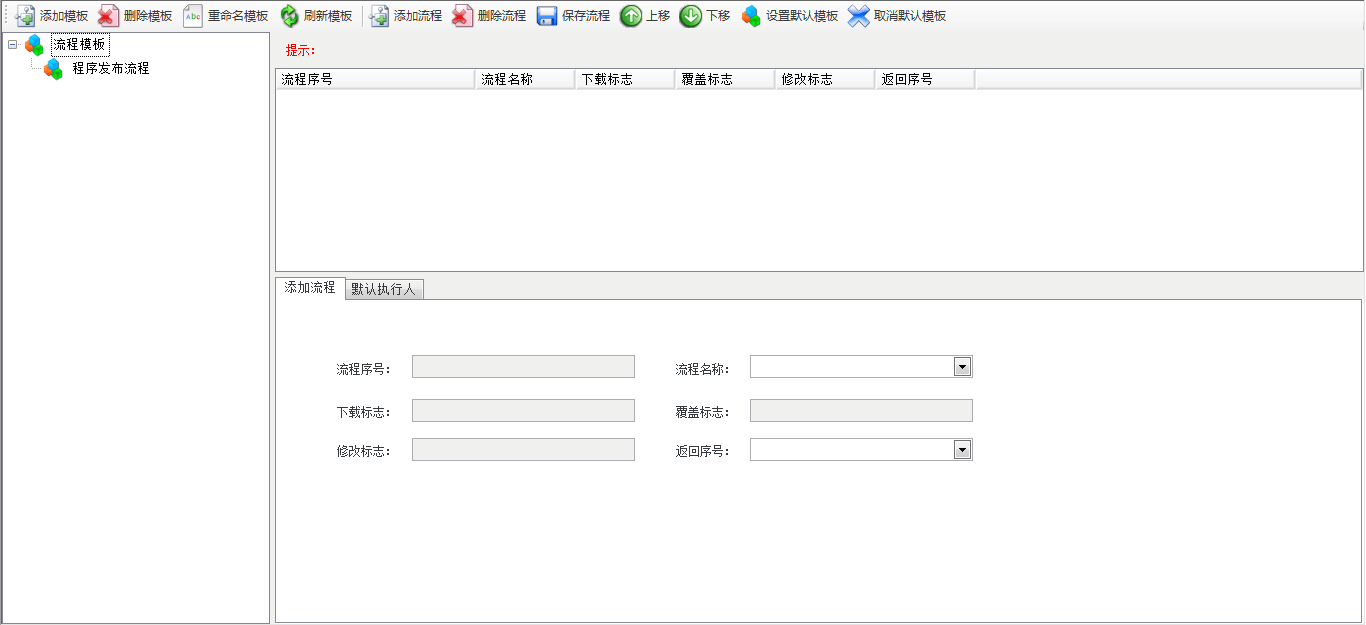 添加模板 删除模板 Abc 重命名模板 刷新模板 添加流程 删除流程 保存流程 上移 下移 设置默认模板 取消默认模板
流程模板
程序发布流程
提示：
流程序号 流程名称 下载标志 覆盖标志 修改标志 返回序号
添加流程 默认执行人
流程序号： 流程名称：
下载标志： 覆盖标志：
修改标志： 返回序号：